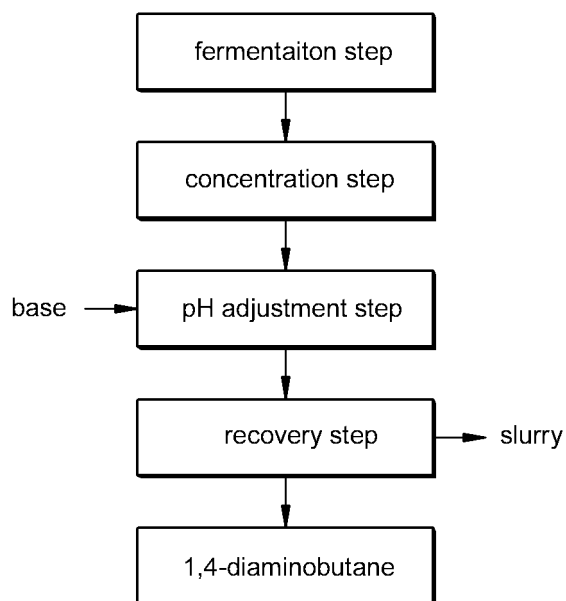 fermentaiton step
concentration step
base
pH adjustment step
recovery step
slurry
1,4-diaminobutane